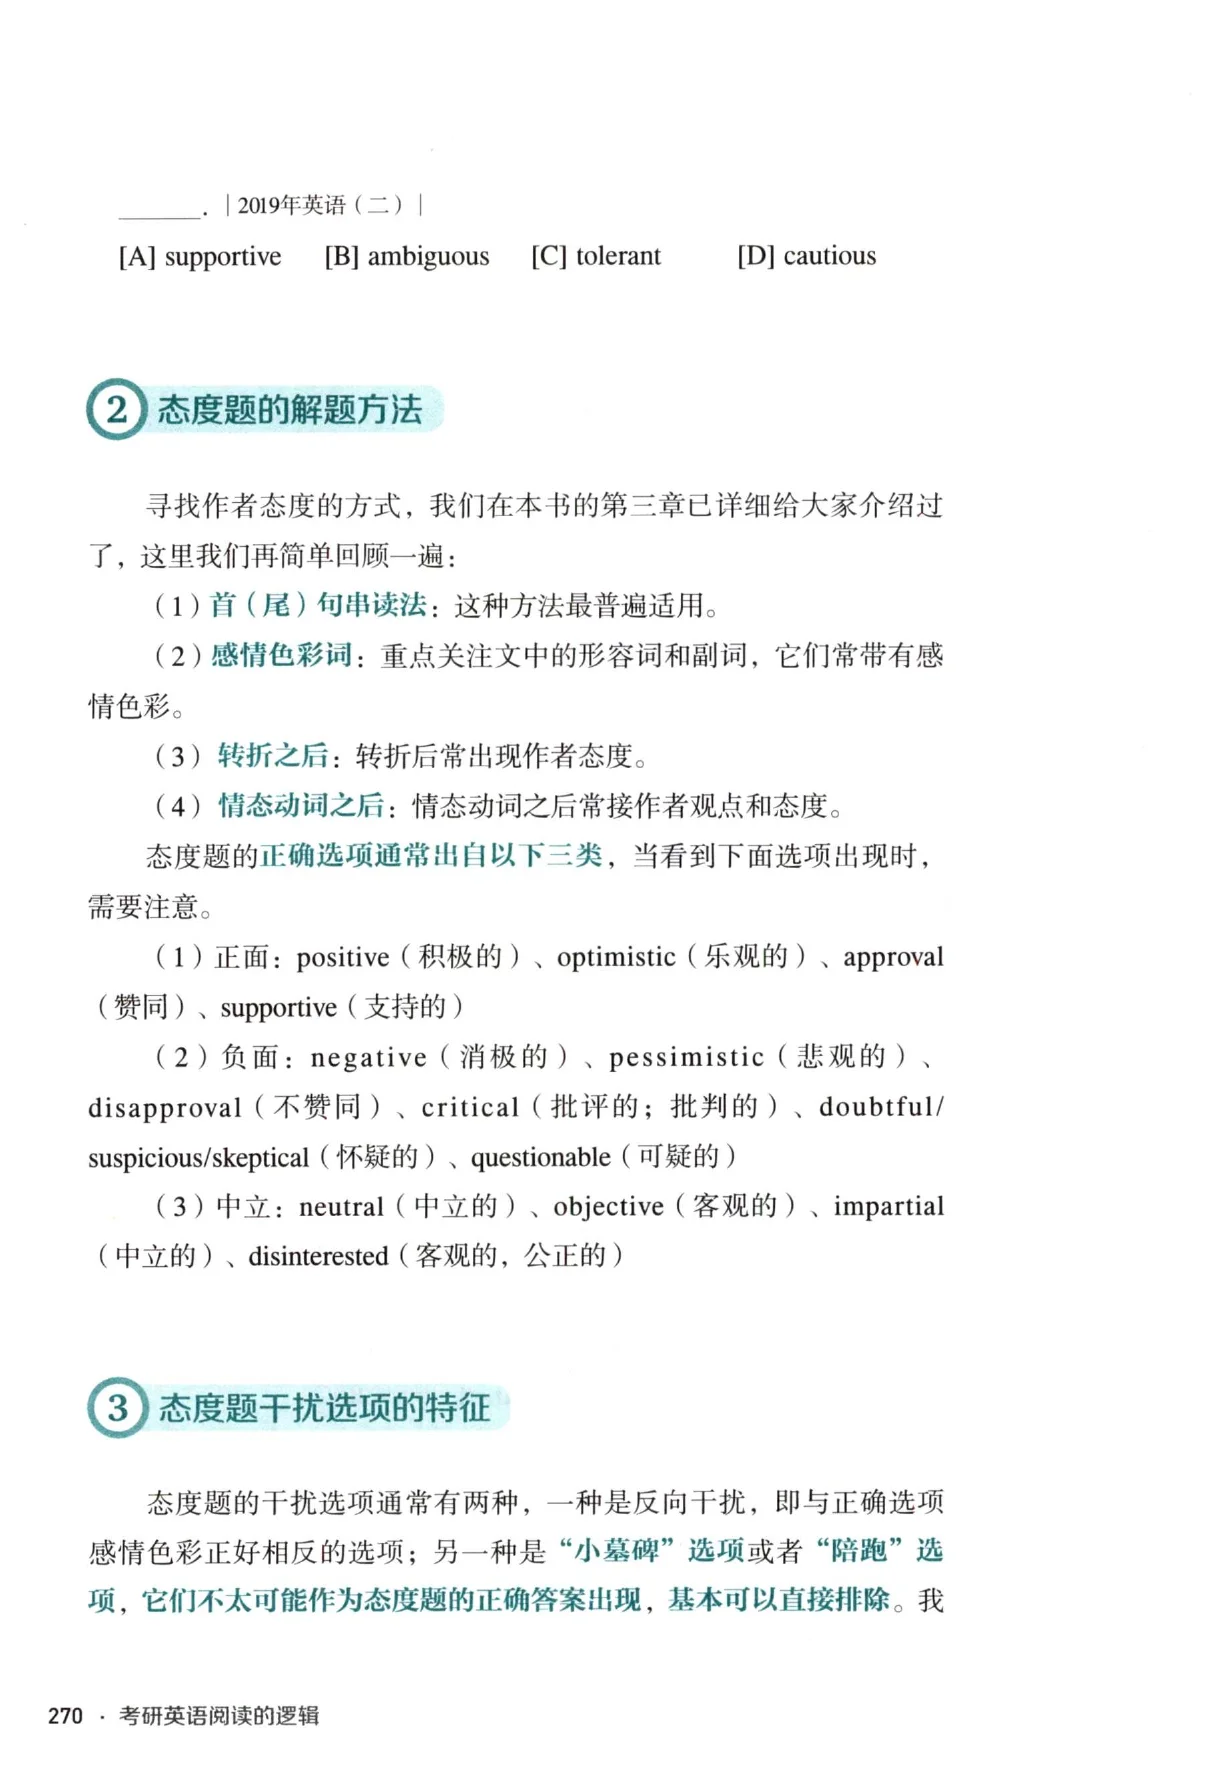 ______. | 2019年英语（二）|
[A] supportive [B] ambiguous [C] tolerant [D] cautious
2 态度题的解题方法
寻找作者态度的方式，我们在本书的第三章已详细给大家介绍过
了，这里我们再简单回顾一遍：
（1）首（尾）句串读法：这种方法最普遍适用。
（2）感情色彩词：重点关注文中的形容词和副词，它们常带有感
情色彩。
（3）转折之后：转折后常出现作者态度。
（4）情态动词之后：情态动词之后常接作者观点和态度。
态度题的正确选项通常出自以下三类，当看到下面选项出现时，
需要注意。
（1）正面：positive（积极的）、optimistic（乐观的）、approval
（赞同）、supportive（支持的）
（2）负面：negative（消极的）、pessimistic（悲观的）、
disapproval（不赞同）、critical（批评的；批判的）、doubtful/
suspicious/skeptical（怀疑的）、questionable（可疑的）
（3）中立：neutral（中立的）、objective（客观的）、impartial
（中立的）、disinterested（客观的，公正的）
3 态度题干扰选项的特征
态度题的干扰选项通常有两种，一种是反向干扰，即与正确选项
感情色彩正好相反的选项；另一种是“小墓碑”选项或者“陪跑”选
项，它们不太可能作为态度题的正确答案出现，基本可以直接排除。我
270 · 考研英语阅读的逻辑